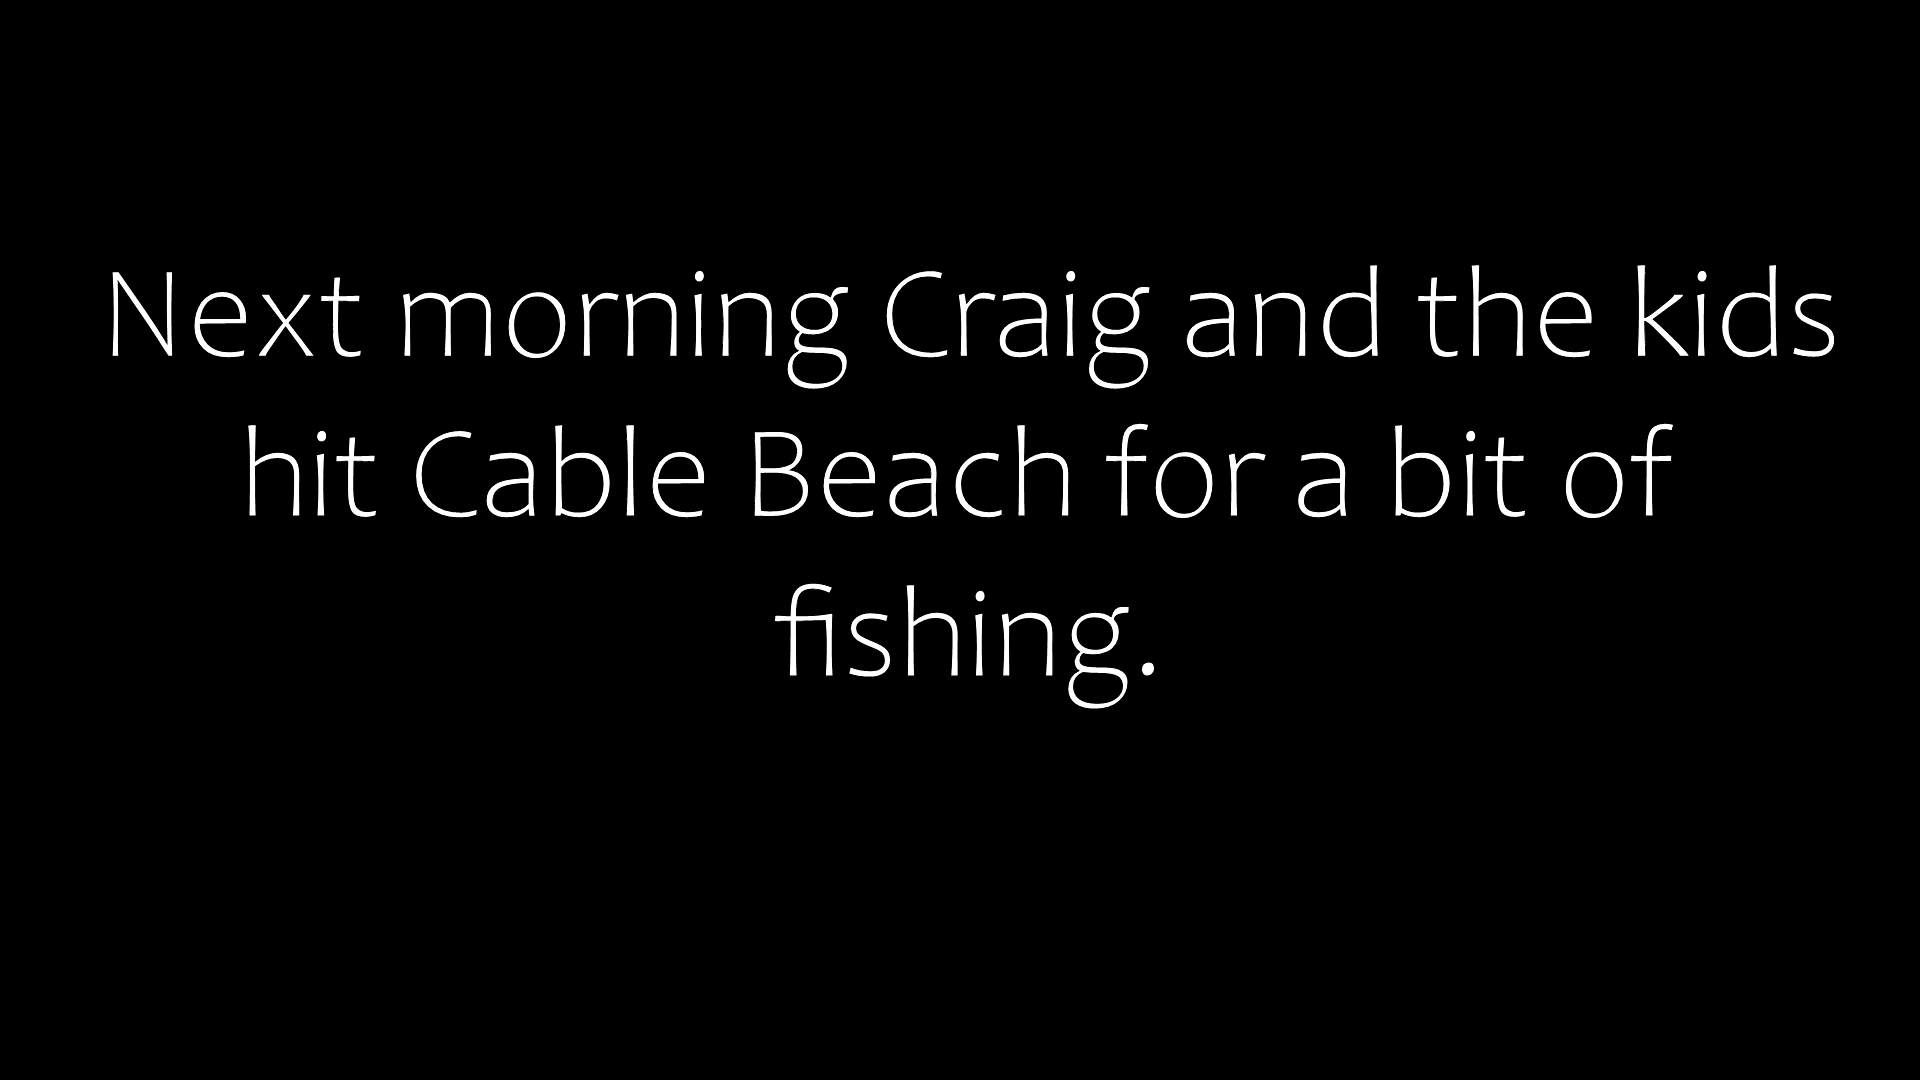 Next morning Craig and the kids
hit Cable Beach for a bit of
fishing.